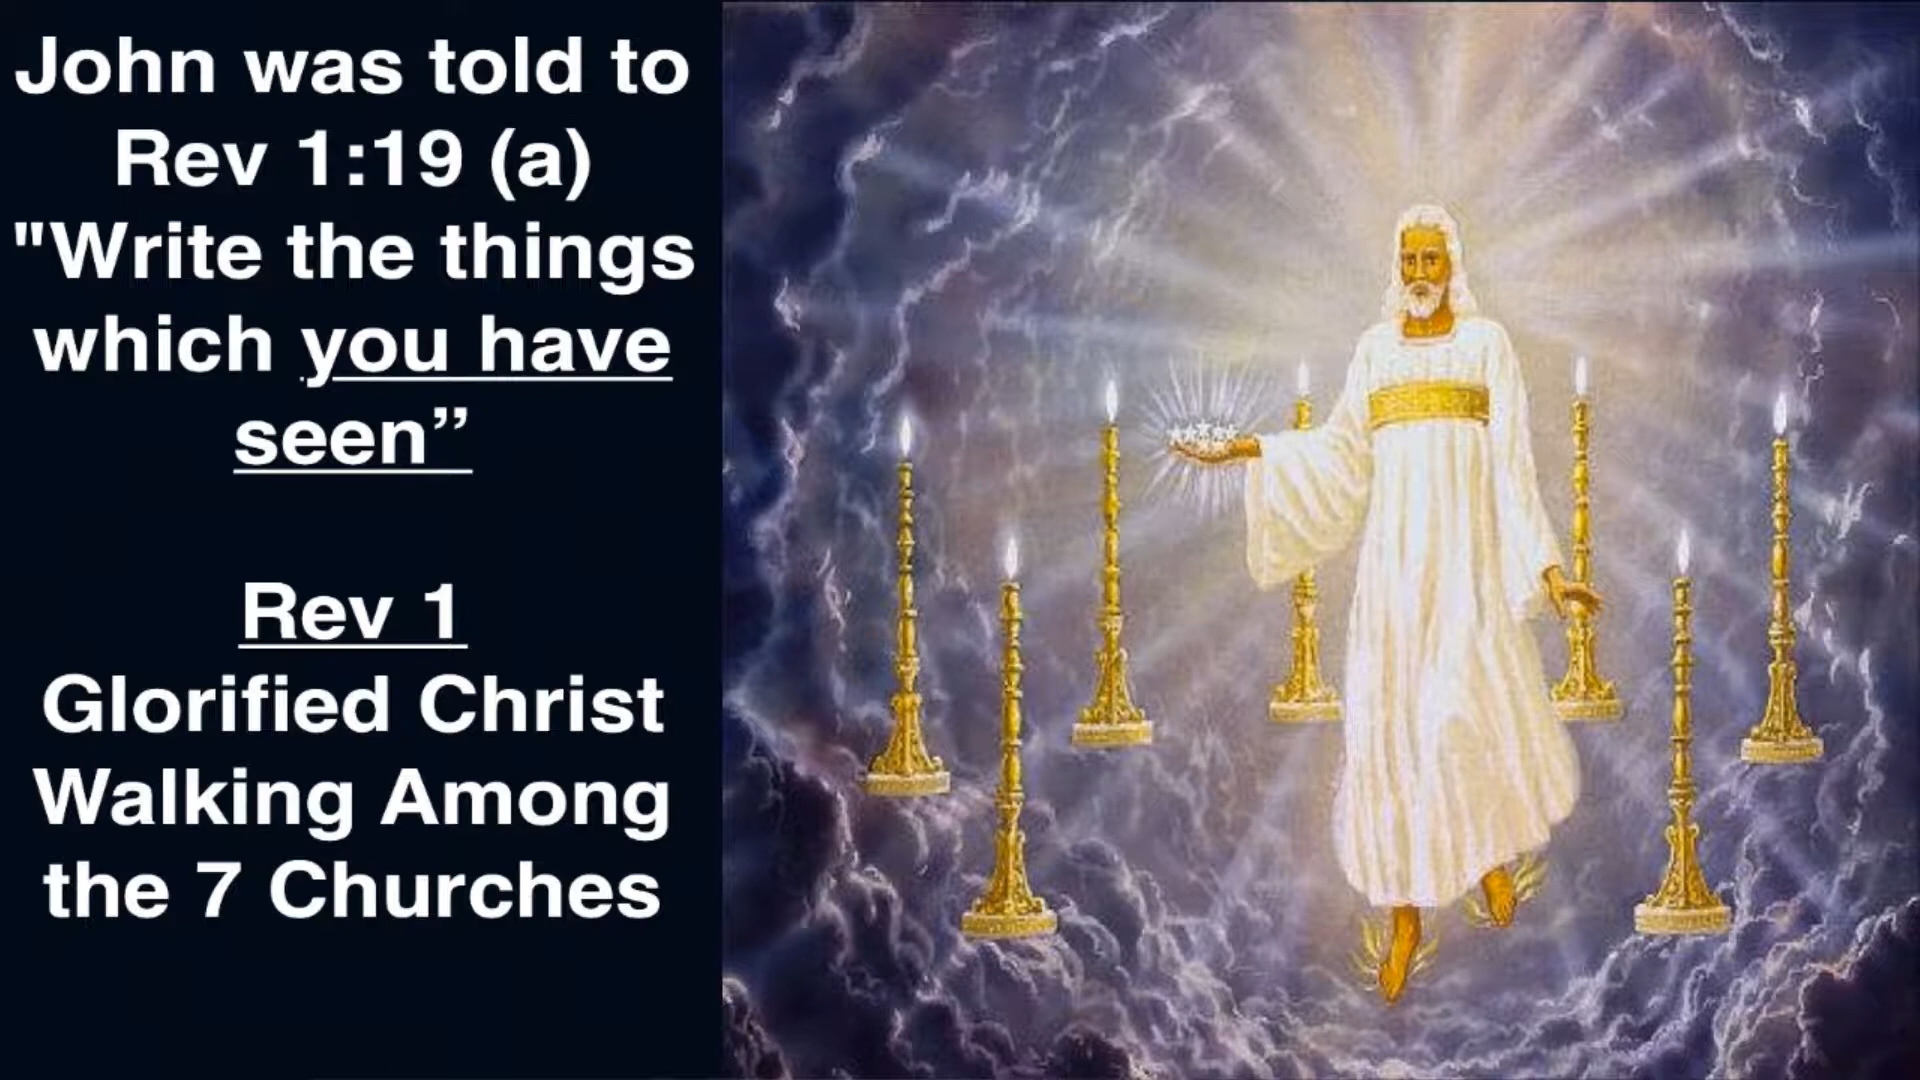 John was told to
Rev 1:19 (a)
"Write the things
which you have
seen”
Rev 1
Glorified Christ
Walking Among
the 7 Churches